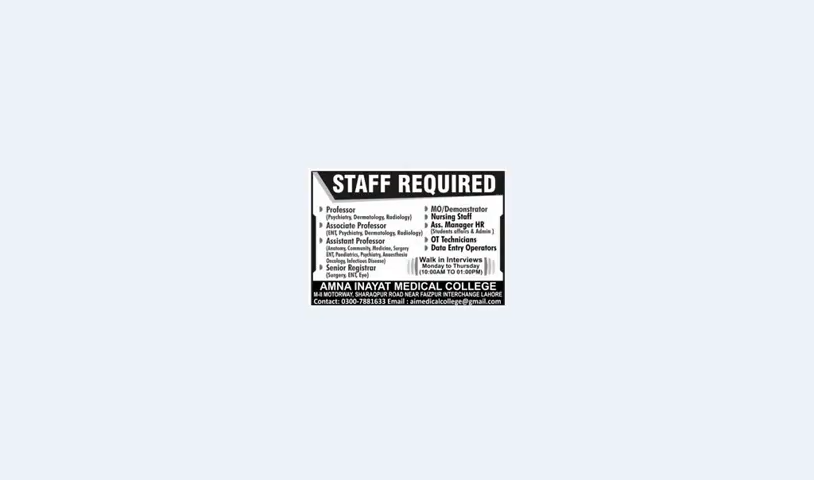 STAFF REQUIRED
Professor
(Psychiatry, Dermatology, Radiology)
Associate Professor
(ENT, Psychiatry, Dermatology, Radiology)
Assistant Professor
(Anatomy, Community, Medicine, Surgery
ENT, Paediatrics, Psychiatry, Anaesthesia
Oncology, Infectious Disease)
Senior Registrar
(Surgery, ENT, Eye)
MO/Demonstrator
Nursing Staff
Ass. Manager HR
(Students affairs & Admin)
OT Technicians
Data Entry Operators
Walk in Interviews
Monday to Thursday
(10:00AM TO 01:00PM)
AMNA INAYAT MEDICAL COLLEGE
M-II MOTORWAY, SHARAQPUR ROAD NEAR FAIZPUR INTERCHANGE LAHORE
Contact: 0300-7881633 Email : aimedicalcollege@gmail.com